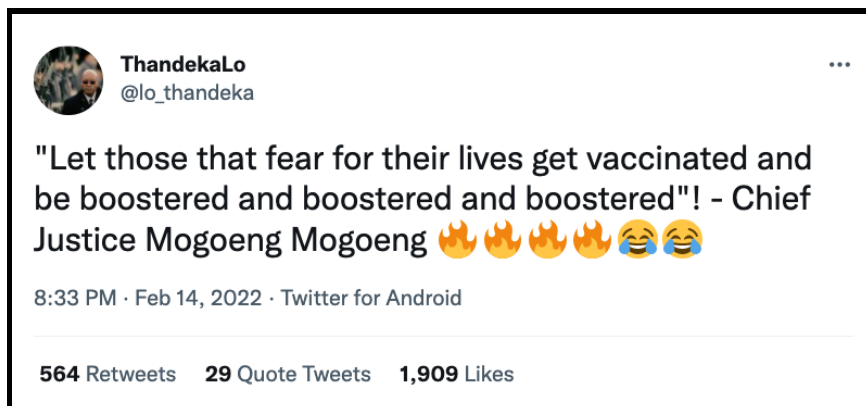 ThandekaLo
@lo_thandeka
"Let those that fear for their lives get vaccinated and
be boostered and boostered and boostered"! - Chief
Justice Mogoeng Mogoeng 🔥🔥🔥🔥😂😂
8:33 PM · Feb 14, 2022 · Twitter for Android
564 Retweets 29 Quote Tweets 1,909 Likes